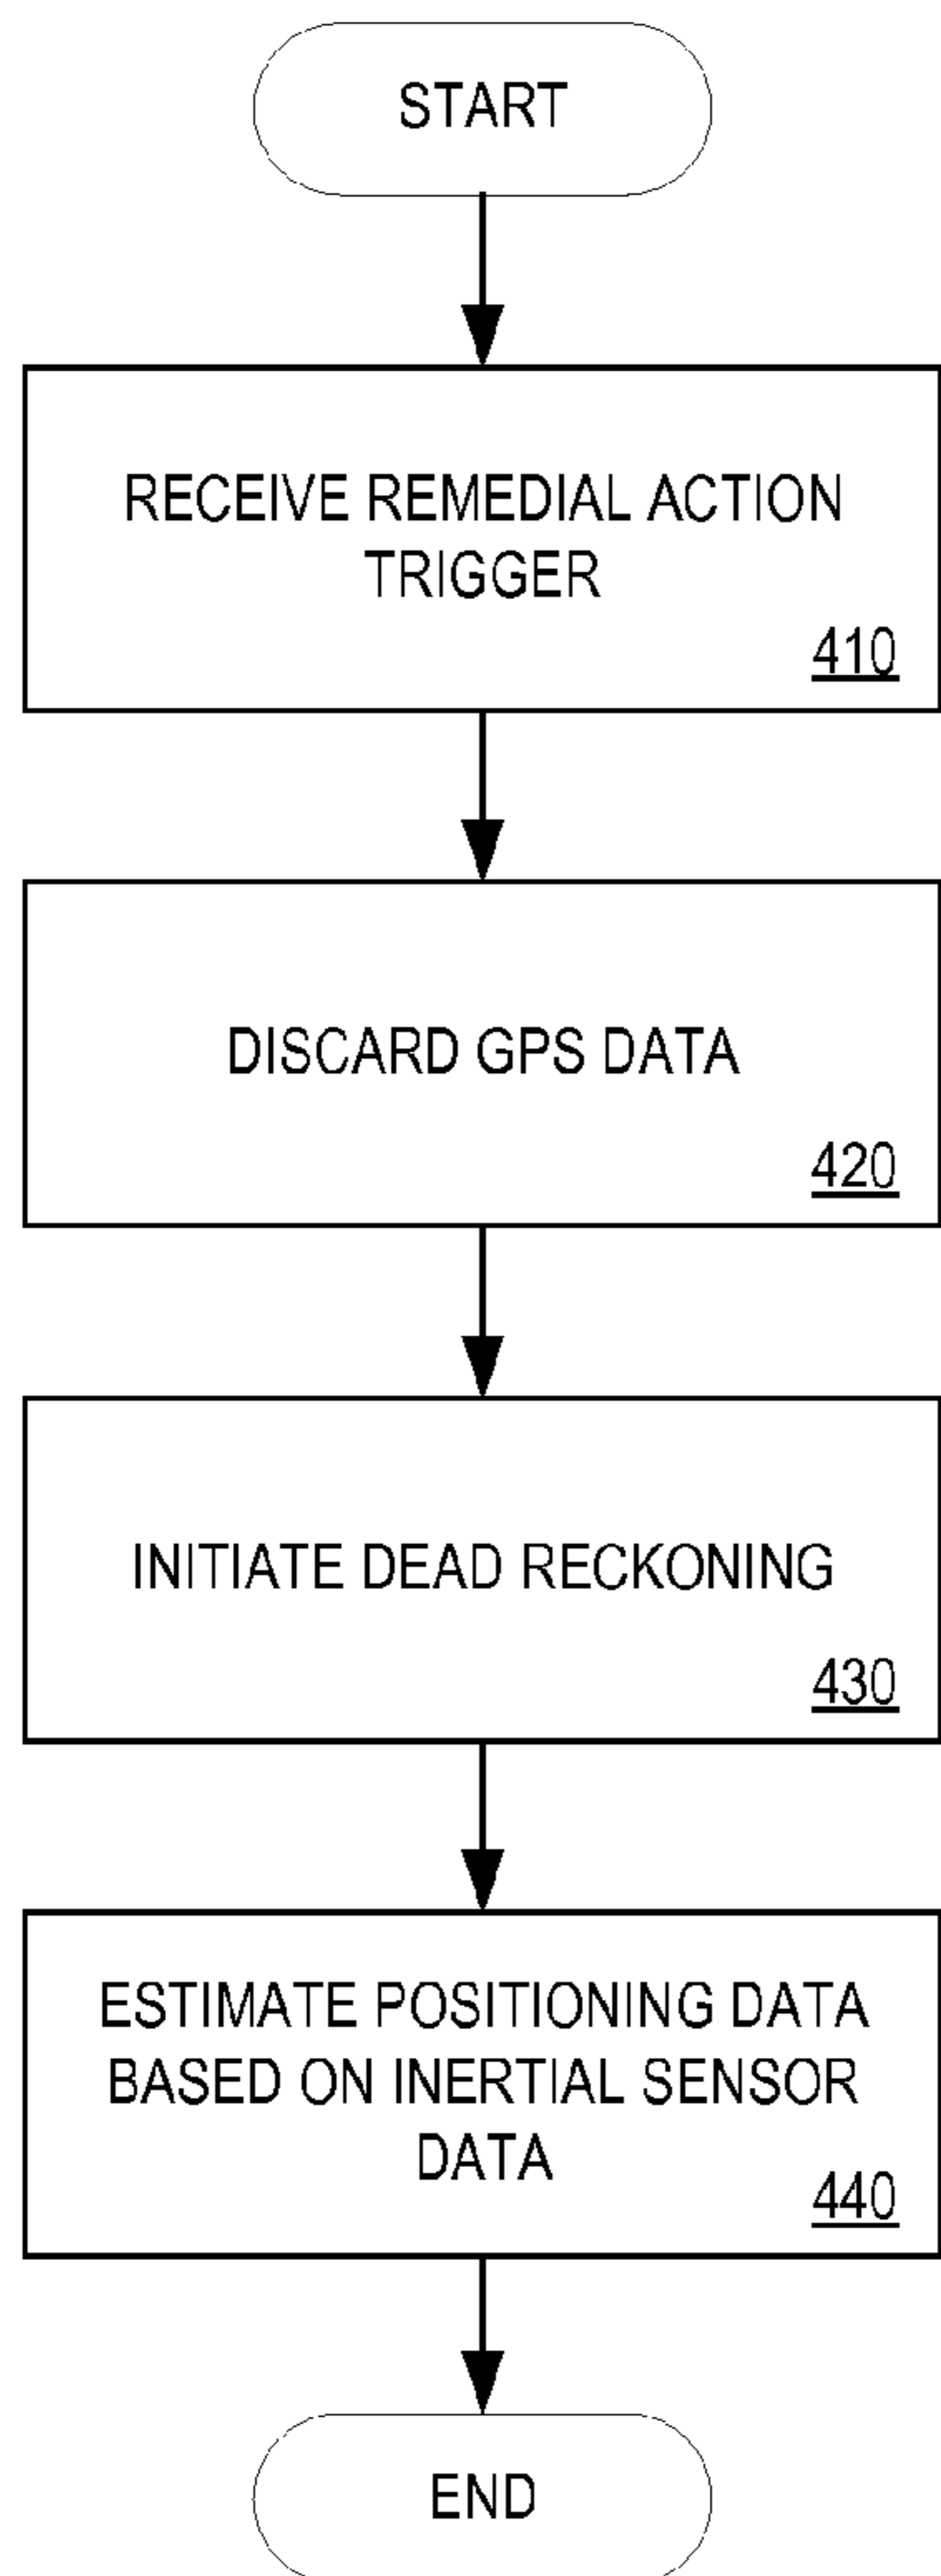 START
RECEIVE REMEDIAL ACTION
TRIGGER
410
DISCARD GPS DATA
420
INITIATE DEAD RECKONING
430
ESTIMATE POSITIONING DATA
BASED ON INERTIAL SENSOR
DATA
440
END